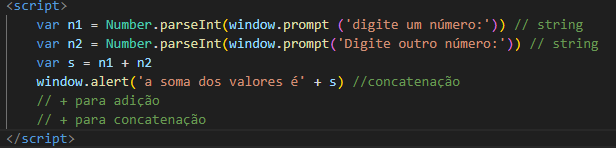 <script>
var n1 = Number.parseInt(window.prompt ('digite um número:')) // string
var n2 = Number.parseInt(window.prompt('Digite outro número:')) // string
var s = n1 + n2
window.alert('a soma dos valores é' + s) //concatenação
// + para adição
// + para concatenação
</script>